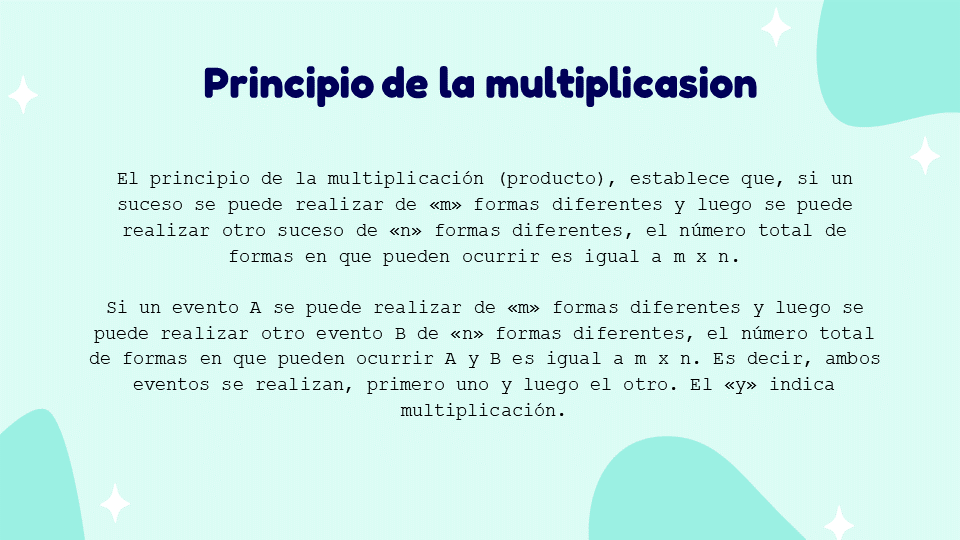 Principio de la multiplicasion
El principio de la multiplicación (producto), establece que, si un
suceso se puede realizar de «m» formas diferentes y luego se puede
realizar otro suceso de «n» formas diferentes, el número total de
formas en que pueden ocurrir es igual a m x n.
Si un evento A se puede realizar de «m» formas diferentes y luego se
puede realizar otro evento B de «n» formas diferentes, el número total
de formas en que pueden ocurrir A y B es igual a m x n. Es decir, ambos
eventos se realizan, primero uno y luego el otro. El «y» indica
multiplicación.